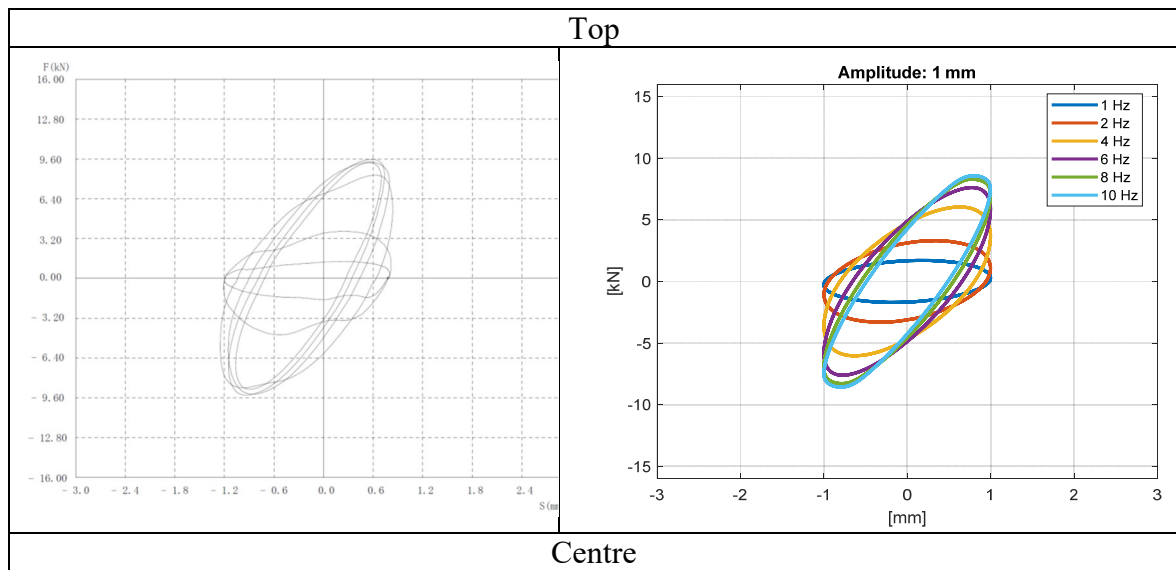 Top
F(kN)
16.00
12.80
9.60
6.40
3.20
0.00
- 3.20
- 6.40
- 9.60
- 12.80
- 16.00
- 3.0 - 2.4 - 1.8 - 1.2 - 0.6 0.0 0.6 1.2 1.8 2.4
Amplitude: 1 mm
1 Hz
2 Hz
4 Hz
6 Hz
8 Hz
10 Hz
15
10
5
0
-5
-10
-15
[kN]
-3 -2 -1 0 1 2 3
[mm]
Centre